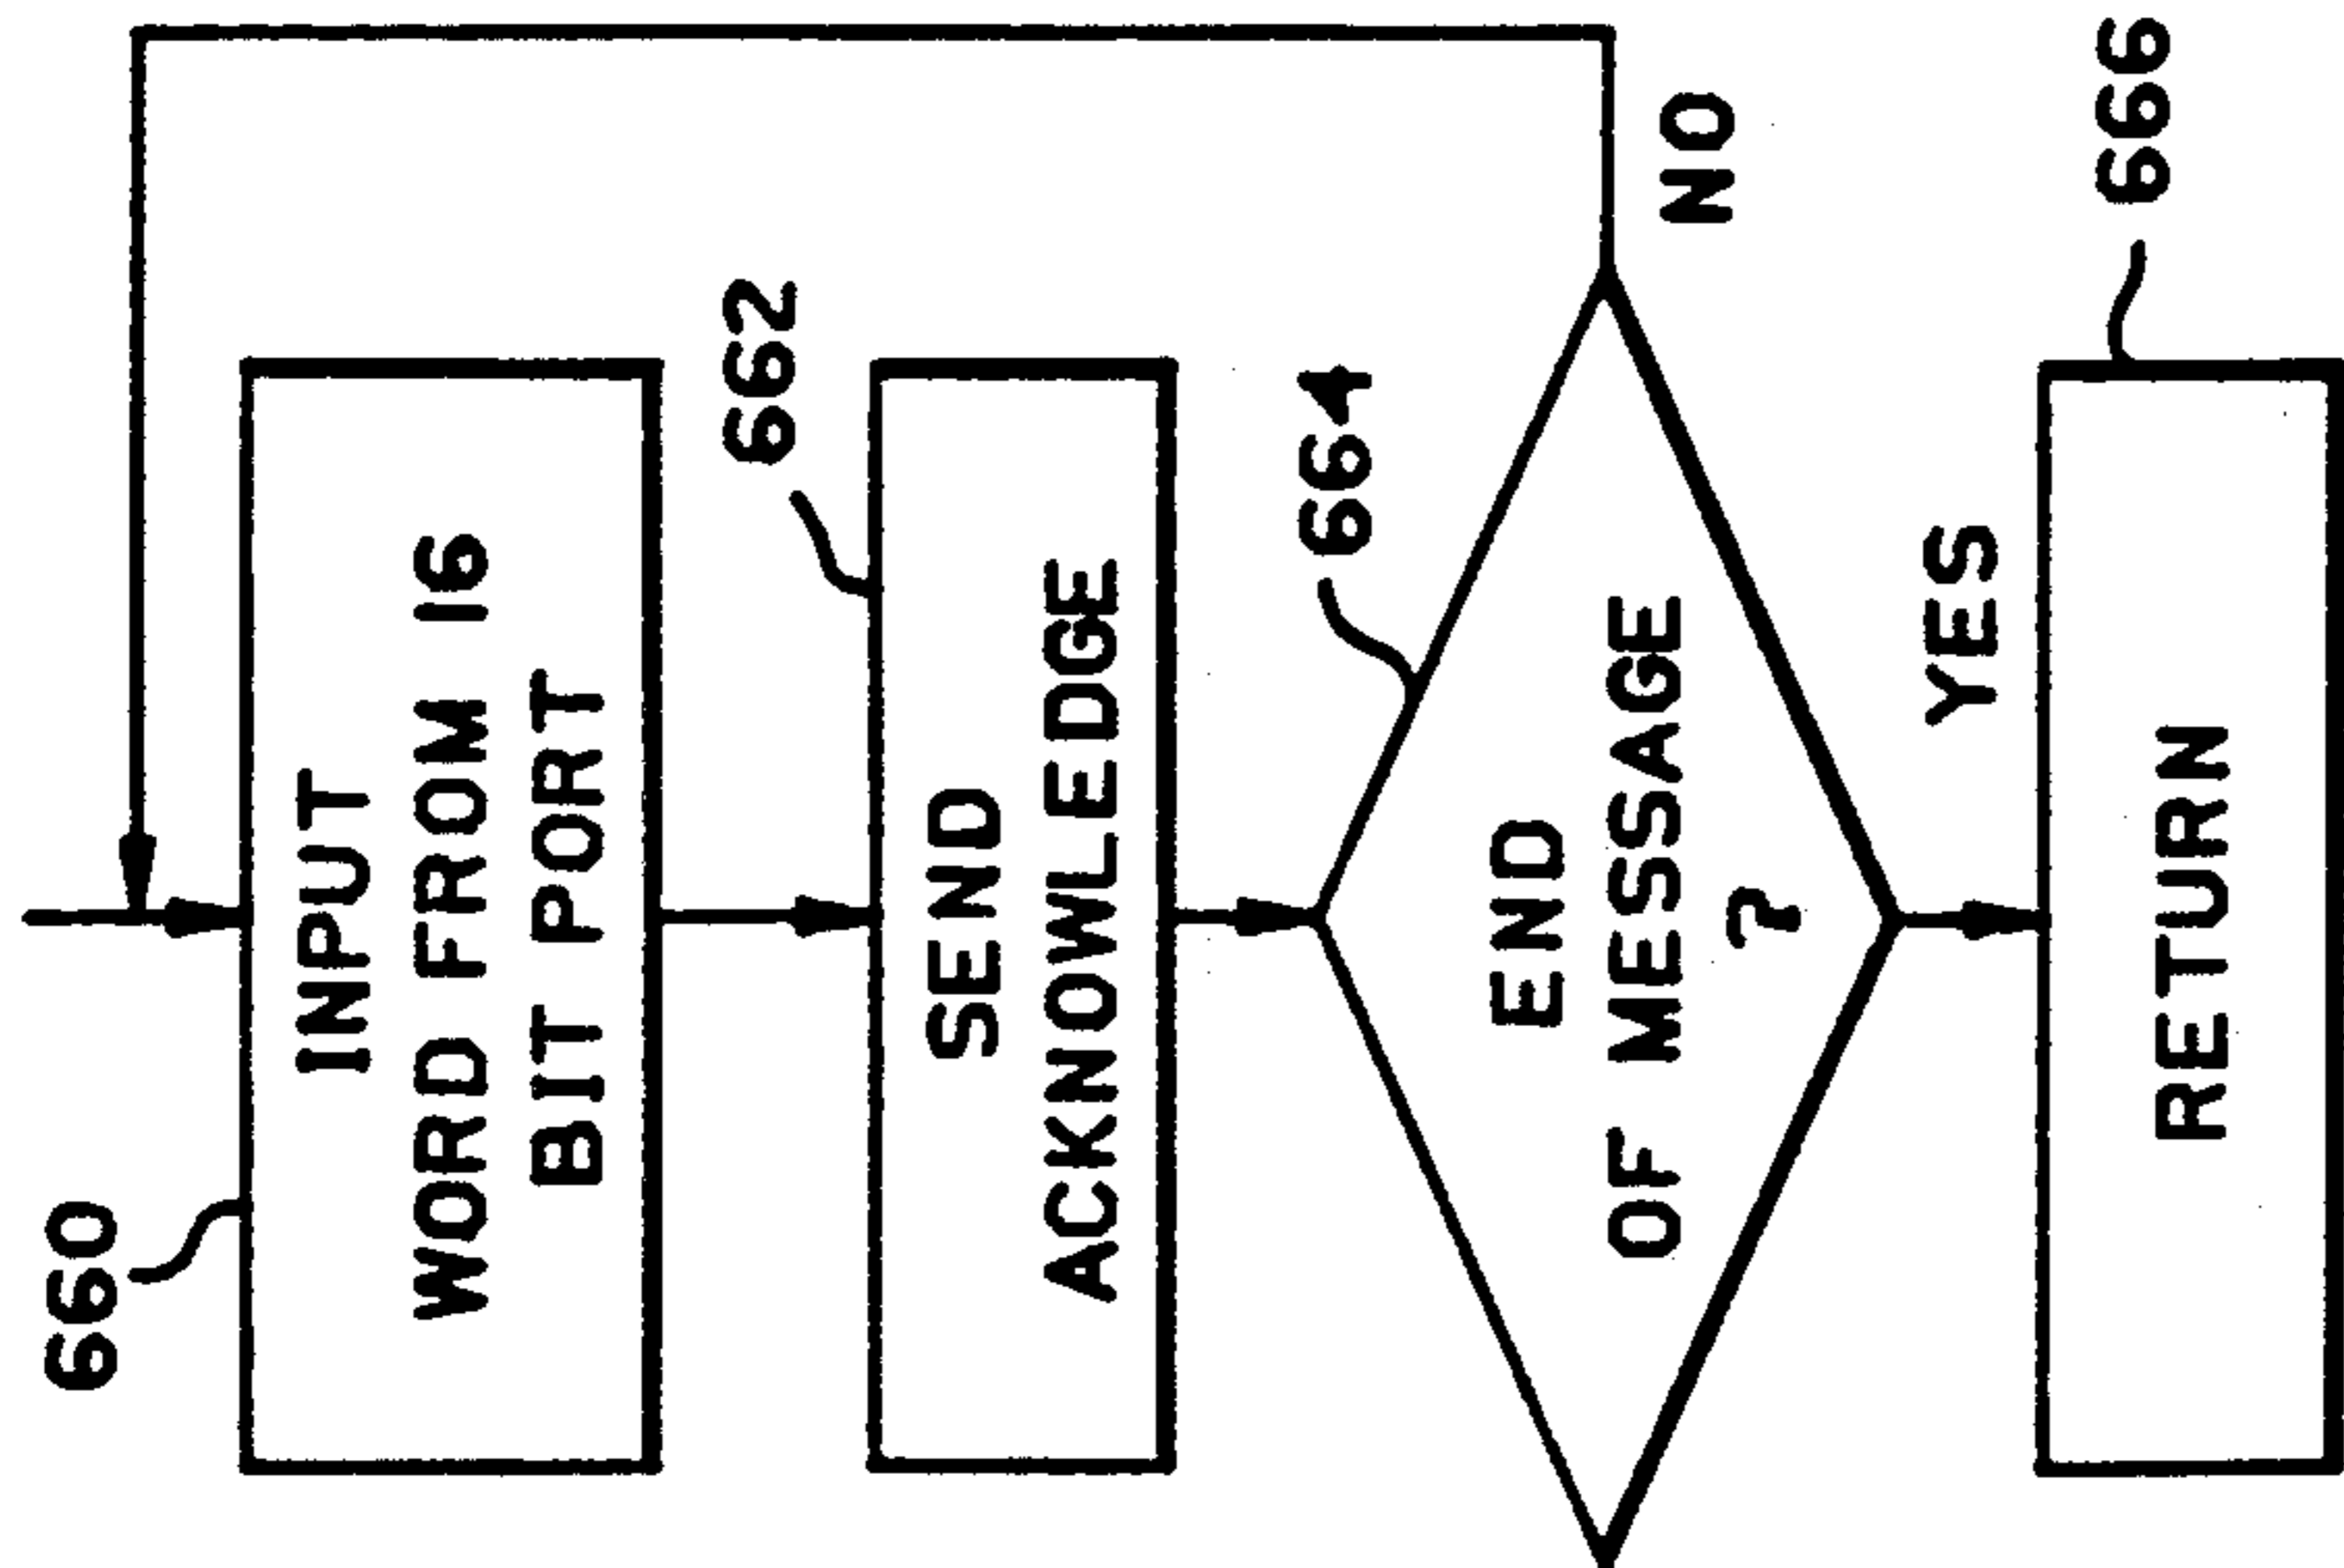 660
INPUT
WORD FROM 16
BIT PORT
662
SEND
ACKNOWLEDGE
664
END
OF MESSAGE
?
NO
YES
666
RETURN